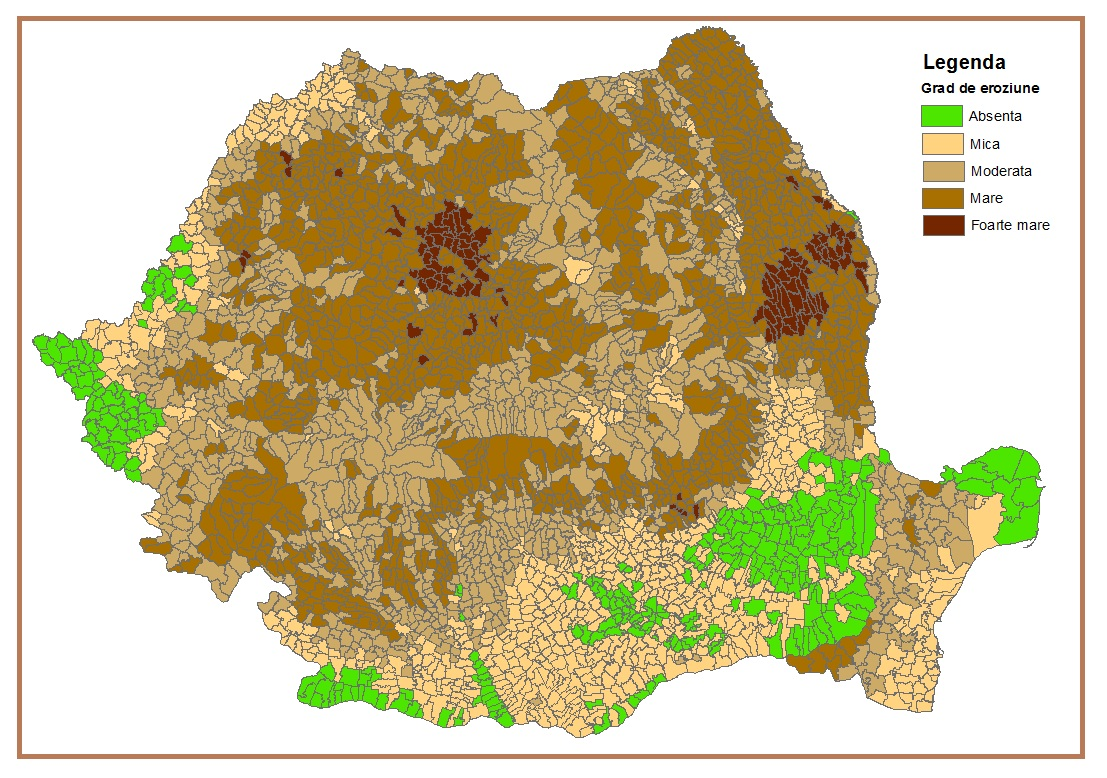 Legenda
Grad de eroziune
Absenta
Mica
Moderata
Mare
Foarte mare